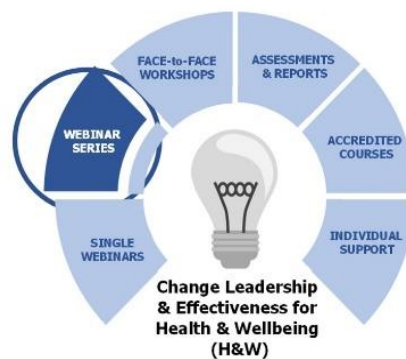 FACE-to-FACE
WORKSHOPS
ASSESSMENTS
& REPORTS
WEBINAR
SERIES
ACCREDITED
COURSES
SINGLE
WEBINARS
INDIVIDUAL
SUPPORT
Change Leadership
& Effectiveness for
Health & Wellbeing
(H&W)